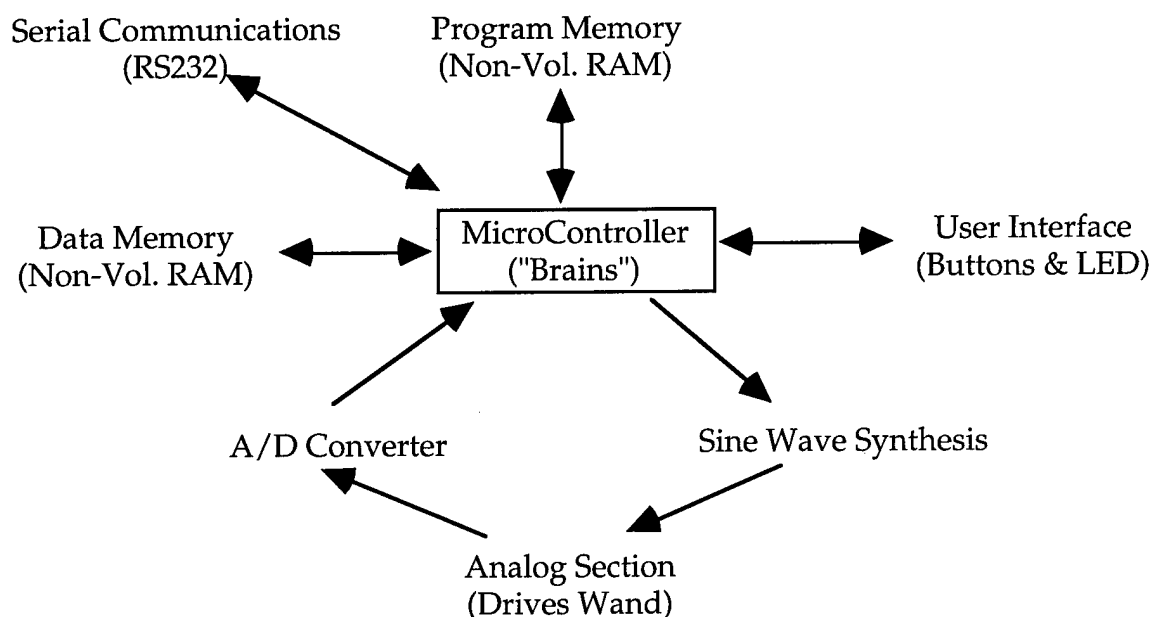 Serial Communications
(RS232)
Program Memory
(Non-Vol. RAM)
Data Memory
(Non-Vol. RAM)
MicroController
("Brains")
User Interface
(Buttons & LED)
A/D Converter
Sine Wave Synthesis
Analog Section
(Drives Wand)